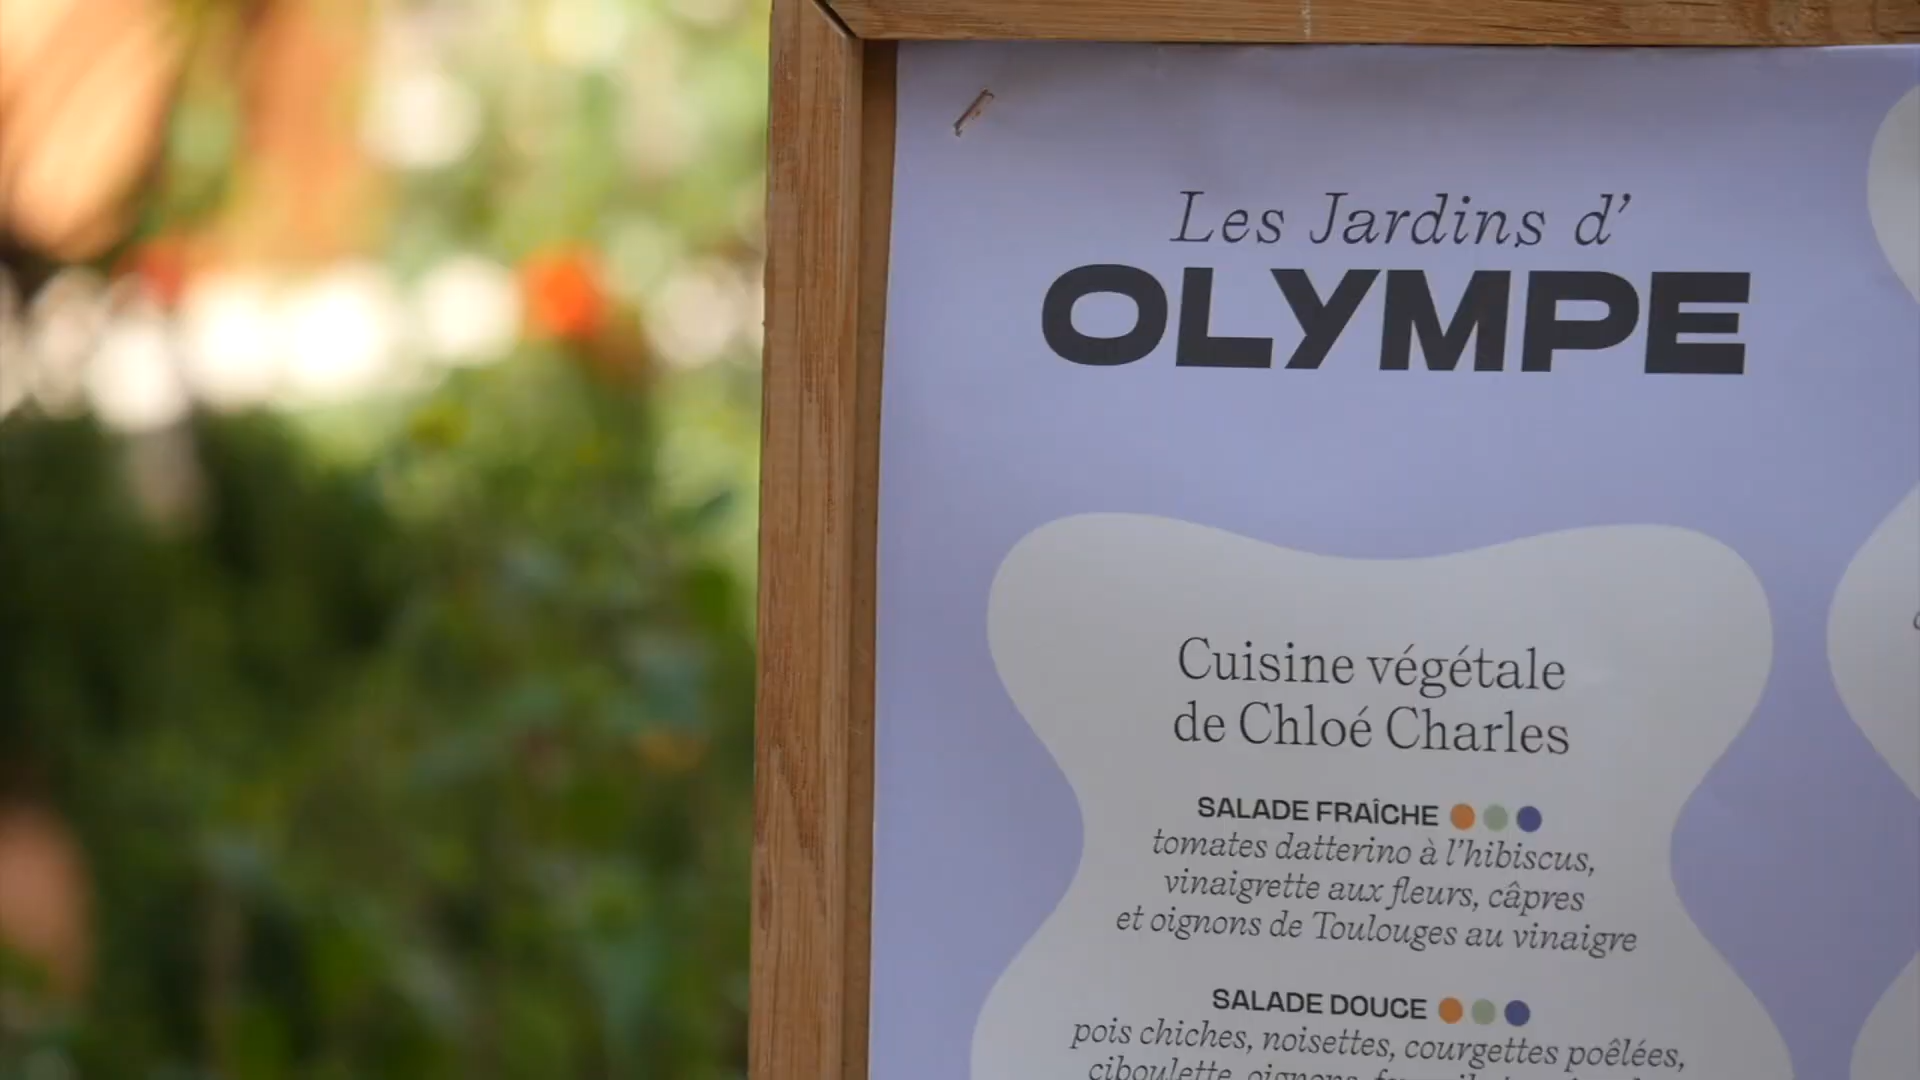 Les Jardins d'
OLYMPE
Cuisine végétale
de Chloé Charles
SALADE FRAÎCHE
tomates datterino à l'hibiscus,
vinaigrette aux fleurs, câpres
et oignons de Toulouges au vinaigre
SALADE DOUCE
pois chiches, noisettes, courgettes poêlées,
ciboulette, oignons